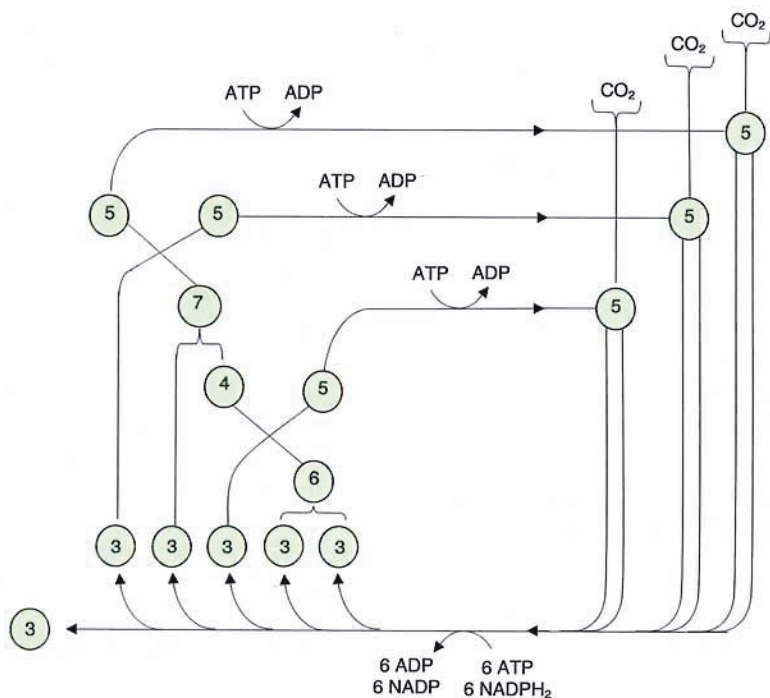 CO₂
CO₂
CO₂
ATP ADP
5
ATP ADP
5 5 5
ATP ADP
7 5
4 5
6
3 3 3 3 3
3
6 ADP 6 ATP
6 NADP 6 NADPH₂